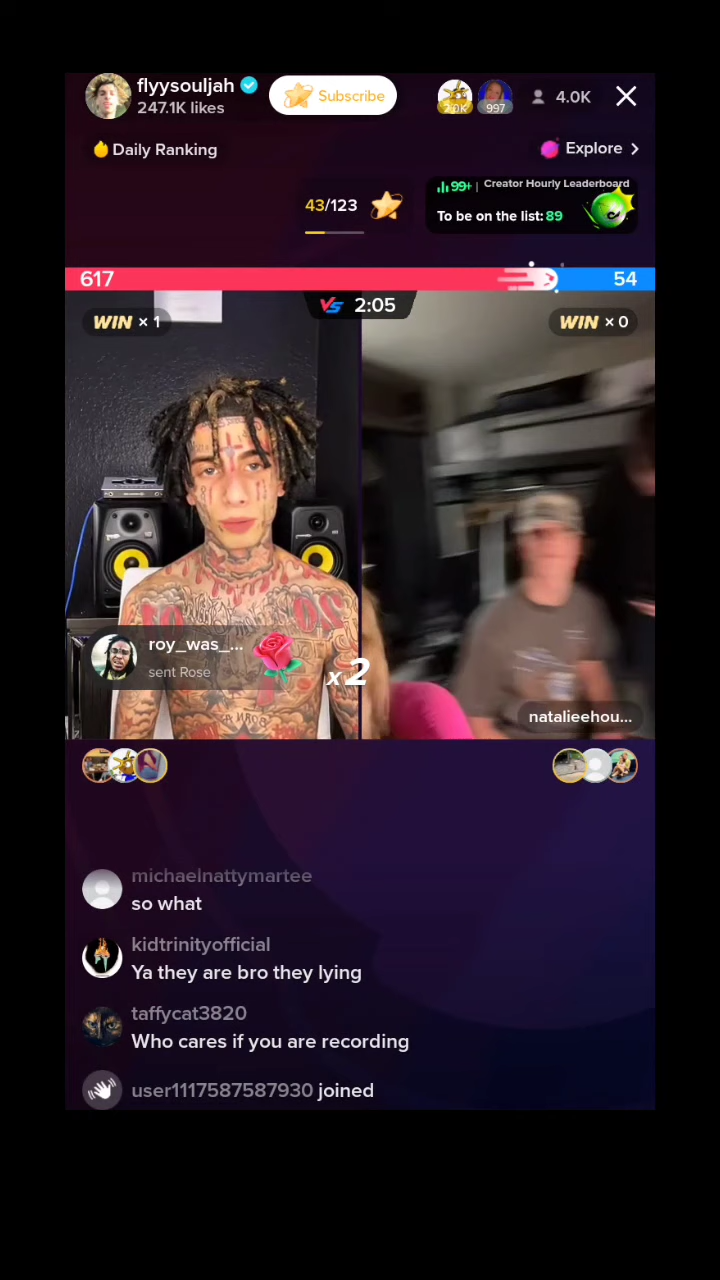 flyysouljah
247.1K likes
Subscribe
2.0K
997
4.0K
Daily Ranking
Explore
43/123
99+ | Creator Hourly Leaderboard
To be on the list: 89
617
54
VS 2:05
WIN × 1
WIN × 0
roy_was_...
sent Rose
x 2
natalieehou...
michaelnattymartee
so what
kidtrinityofficial
Ya they are bro they lying
taffycat3820
Who cares if you are recording
user1117587587930 joined